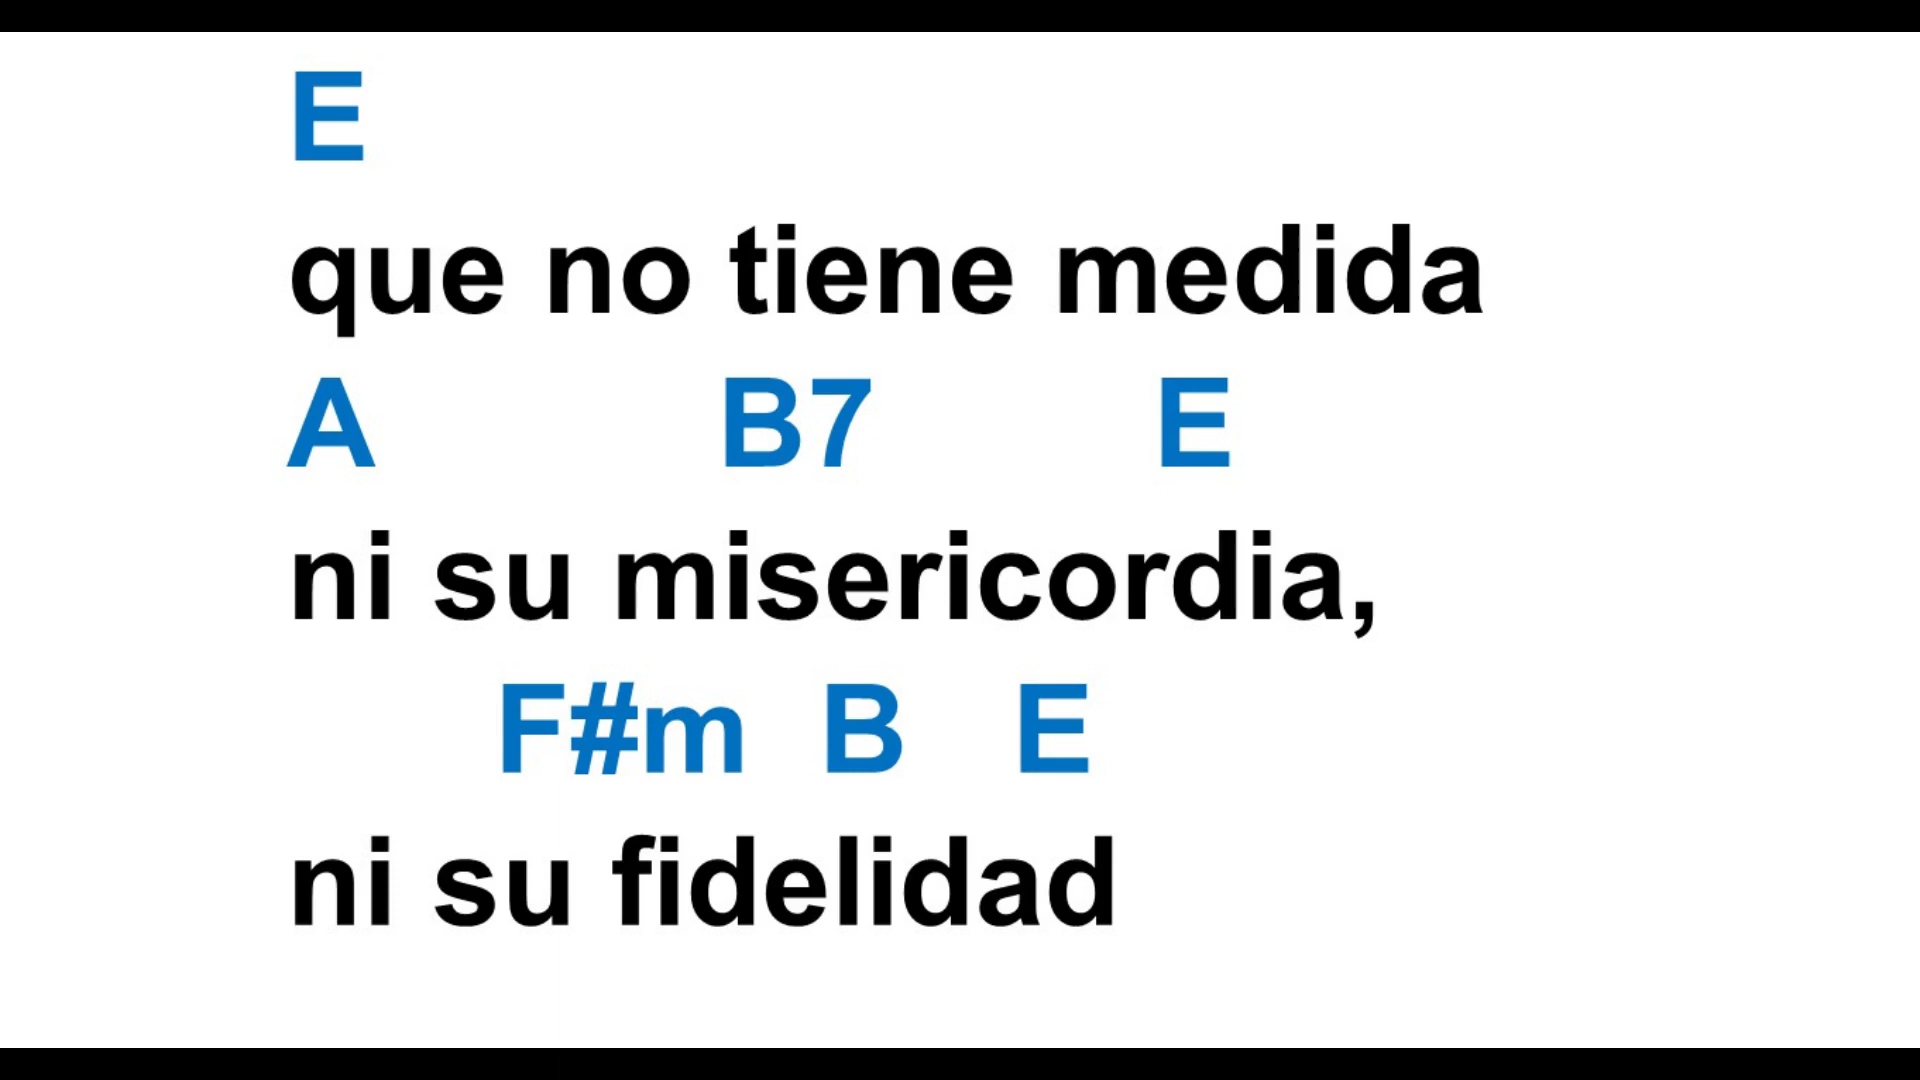 E
que no tiene medida
A B7 E
ni su misericordia,
F#m B E
ni su fidelidad